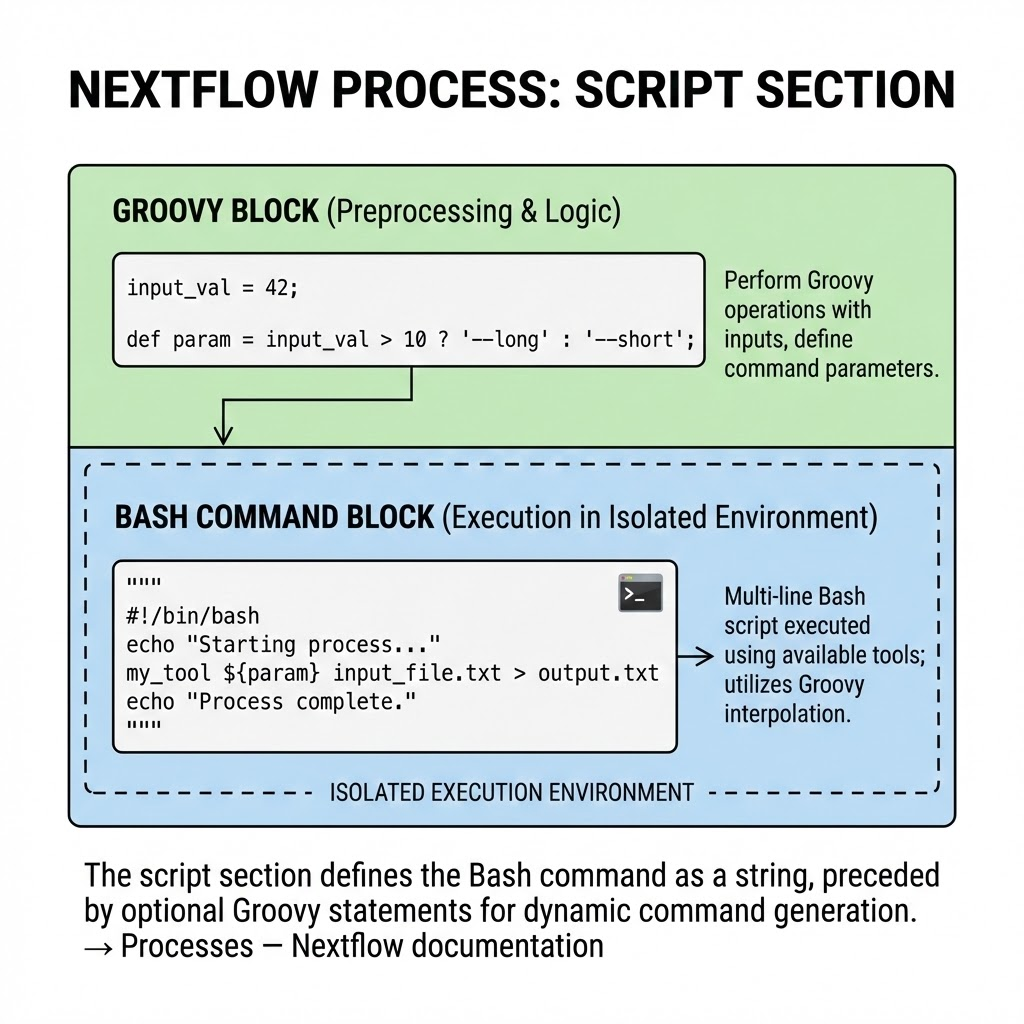 NEXTFLOW PROCESS: SCRIPT SECTION
GROOVY BLOCK (Preprocessing & Logic)
input_val = 42;
def param = input_val > 10 ? '--long' : '--short';
Perform Groovy
operations with
inputs, define
command parameters.
BASH COMMAND BLOCK (Execution in Isolated Environment)
"""
#!/bin/bash
echo "Starting process..."
my_tool ${param} input_file.txt > output.txt
echo "Process complete."
"""
>_
Multi-line Bash
script executed
using available tools;
utilizes Groovy
interpolation.
ISOLATED EXECUTION ENVIRONMENT
The script section defines the Bash command as a string, preceded
by optional Groovy statements for dynamic command generation.
→ Processes — Nextflow documentation